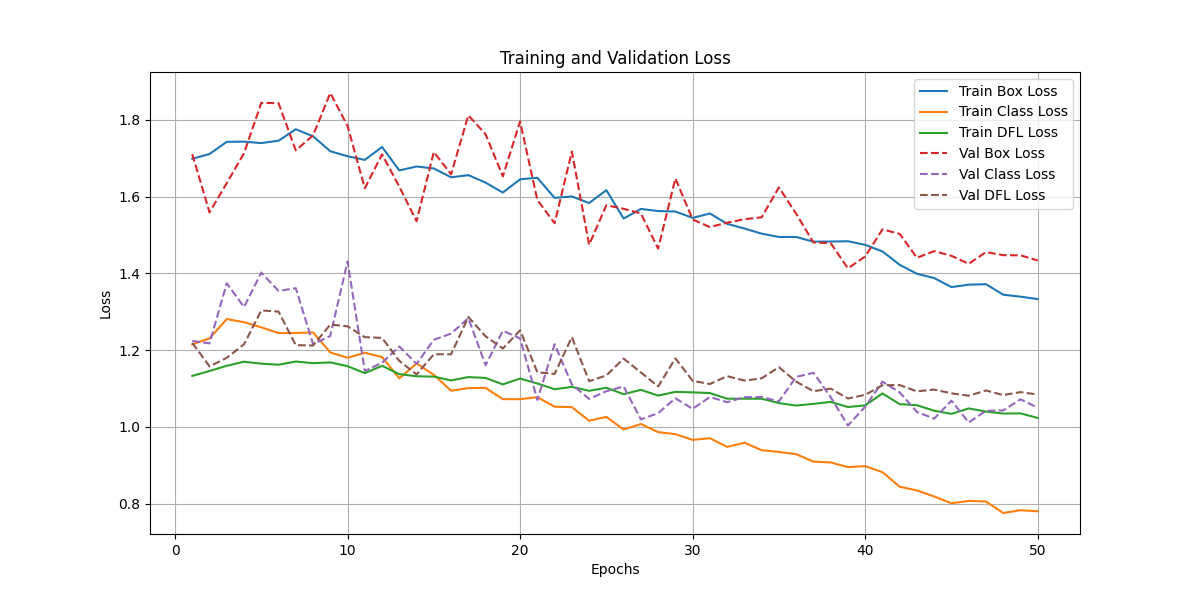 Training and Validation Loss
Train Box Loss
Train Class Loss
Train DFL Loss
Val Box Loss
Val Class Loss
Val DFL Loss
Loss
1.8
1.6
1.4
1.2
1.0
0.8
0
10
20
30
40
50
Epochs